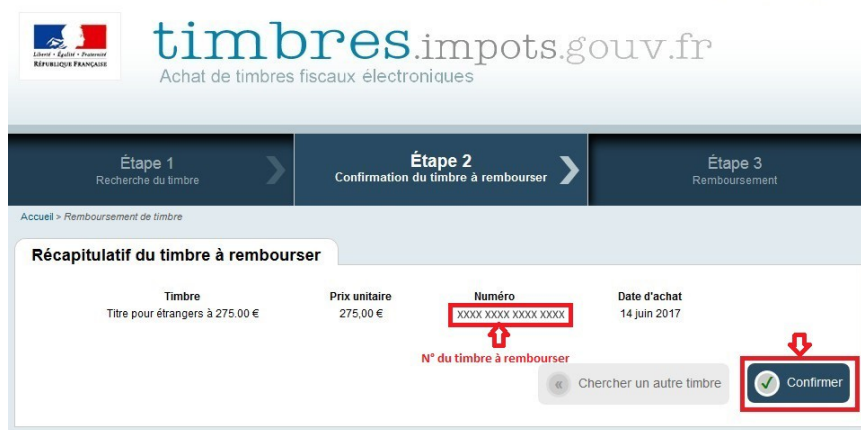 Liberté • Égalité • Fraternité
RÉPUBLIQUE FRANÇAISE
timbres.impots.gouv.fr
Achat de timbres fiscaux électroniques
Étape 1
Recherche du timbre
Étape 2
Confirmation du timbre à rembourser
Étape 3
Remboursement
Accueil > Remboursement de timbre
Récapitulatif du timbre à rembourser
Timbre Prix unitaire Numéro Date d'achat
Titre pour étrangers à 275.00 € 275,00 € XXXX XXXX XXXX XXXX 14 juin 2017
N° du timbre à rembourser
« Chercher un autre timbre
Confirmer